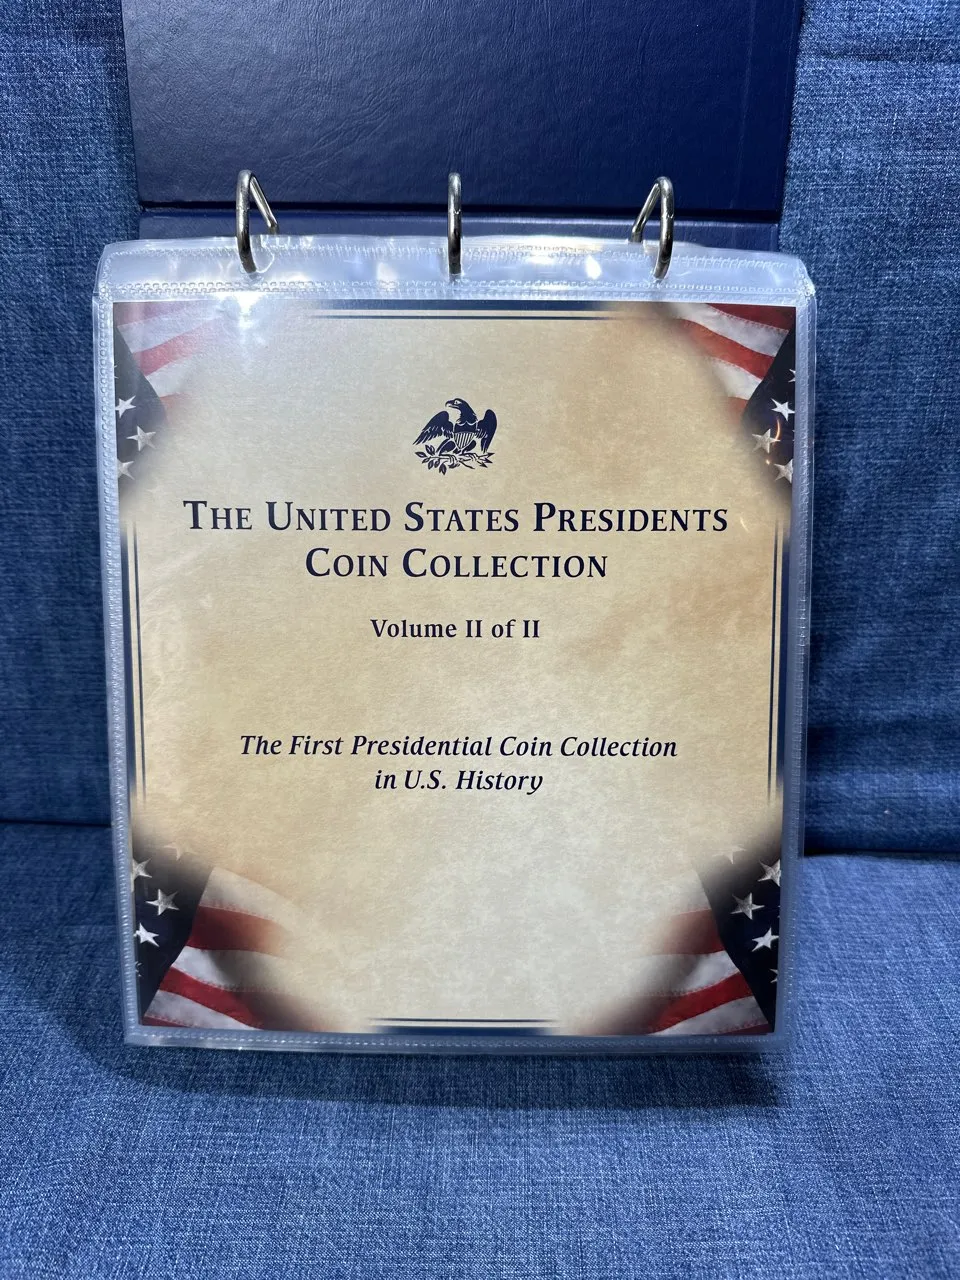 The United States Presidents
Coin Collection
Volume II of II
The First Presidential Coin Collection
in U.S. History